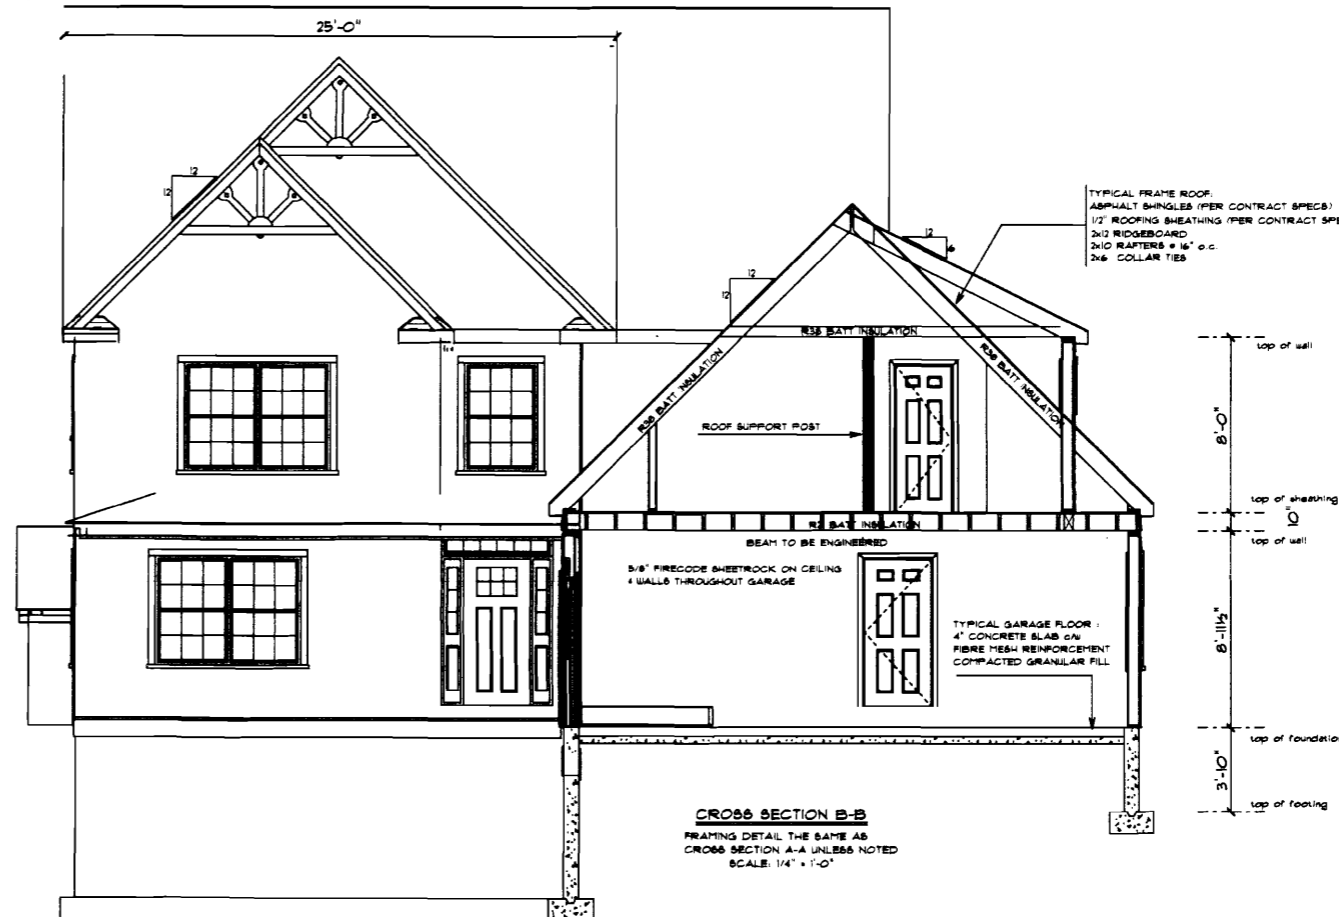 25'-0"
12
12
TYPICAL FRAME ROOF:
ASPHALT SHINGLES (PER CONTRACT SPECS)
1/2" ROOFING SHEATHING (PER CONTRACT SPE
2x12 RIDGEBOARD
2x10 RAFTERS @ 16" o.c.
2x6 COLLAR TIES
12
6
12
12
R38 BATT INSULATION
R38 BATT INSULATION
R38 BATT INSULATION
top of wall
8'-0"
ROOF SUPPORT POST
top of sheathing
R21 BATT INSULATION
top of wall
BEAM TO BE ENGINEERED
5/8" FIRECODE SHEETROCK ON CEILING
& WALLS THROUGHOUT GARAGE
8'-11½"
TYPICAL GARAGE FLOOR :
4" CONCRETE SLAB c/w
FIBRE MESH REINFORCEMENT
COMPACTED GRANULAR FILL
top of foundation
3'-10"
top of footing
CROSS SECTION B-B
FRAMING DETAIL THE SAME AS
CROSS SECTION A-A UNLESS NOTED
SCALE: 1/4" = 1'-0"